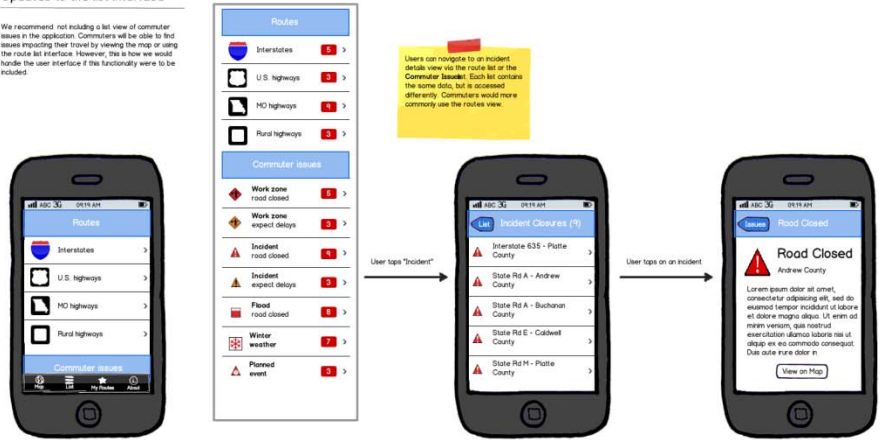 We recommend not including a list view of commuter
issues in the application. Commuters will be able to find
issues impacting their travel by viewing the map or using
the route list interface. However, this is how we would
handle the user interface if this functionality were to be
included.
ABC 3G 09:19 AM
Routes
Interstates
U.S. highways
MO highways
Rural highways
Commuter issues
Map List My Routes About
Routes
Interstates 5
U.S. highways 3
MO highways 9
Rural highways 3
Commuter issues
Work zone
road closed 5
Work zone
expect delays 3
Incident
road closed 9
Incident
expect delays 3
Flood
road closed 8
Winter
weather 7
Planned
event 3
Users can navigate to an incident
details view via the route list or the
Commuter Issues list. Each list contains
the same data, but is accessed
differently. Commuters would more
commonly use the routes view.
User taps "Incident"
ABC 3G 09:19 AM
List Incident Closures (9)
Interstate 635 - Platte
County
State Rd A - Andrew
County
State Rd A - Buchanan
County
State Rd E - Caldwell
County
State Rd M - Platte
County
User taps on an incident
ABC 3G 09:19 AM
Issues Road Closed
Road Closed
Andrew County
Lorem ipsum dolor sit amet,
consectetur adipisicing elit, sed do
eiusmod tempor incididunt ut labore
et dolore magna aliqua. Ut enim ad
minim veniam, quis nostrud
exercitation ullamco laboris nisi ut
aliquip ex ea commodo consequat.
Duis aute irure dolor in
View on Map